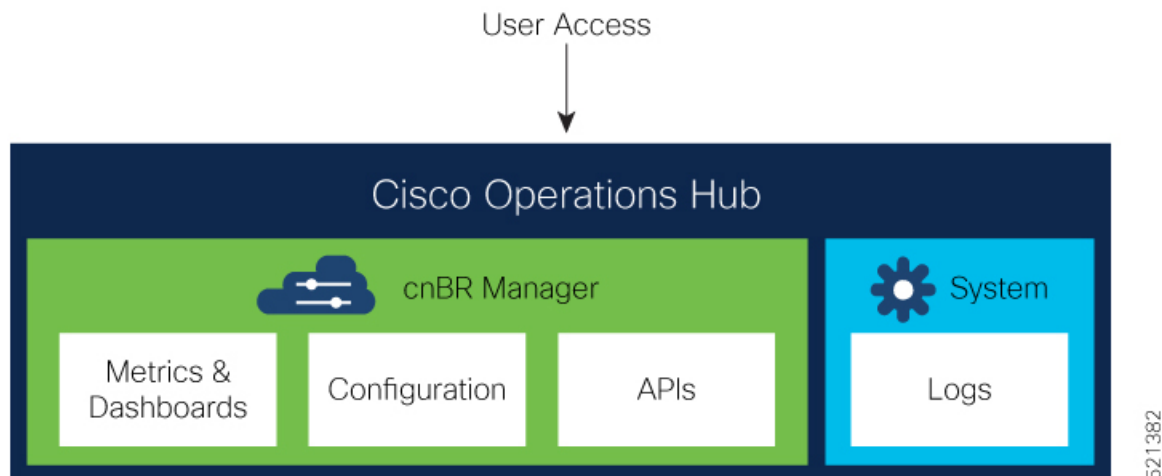 User Access
Cisco Operations Hub
cnBR Manager
System
Metrics &
Dashboards
Configuration
APIs
Logs
521382